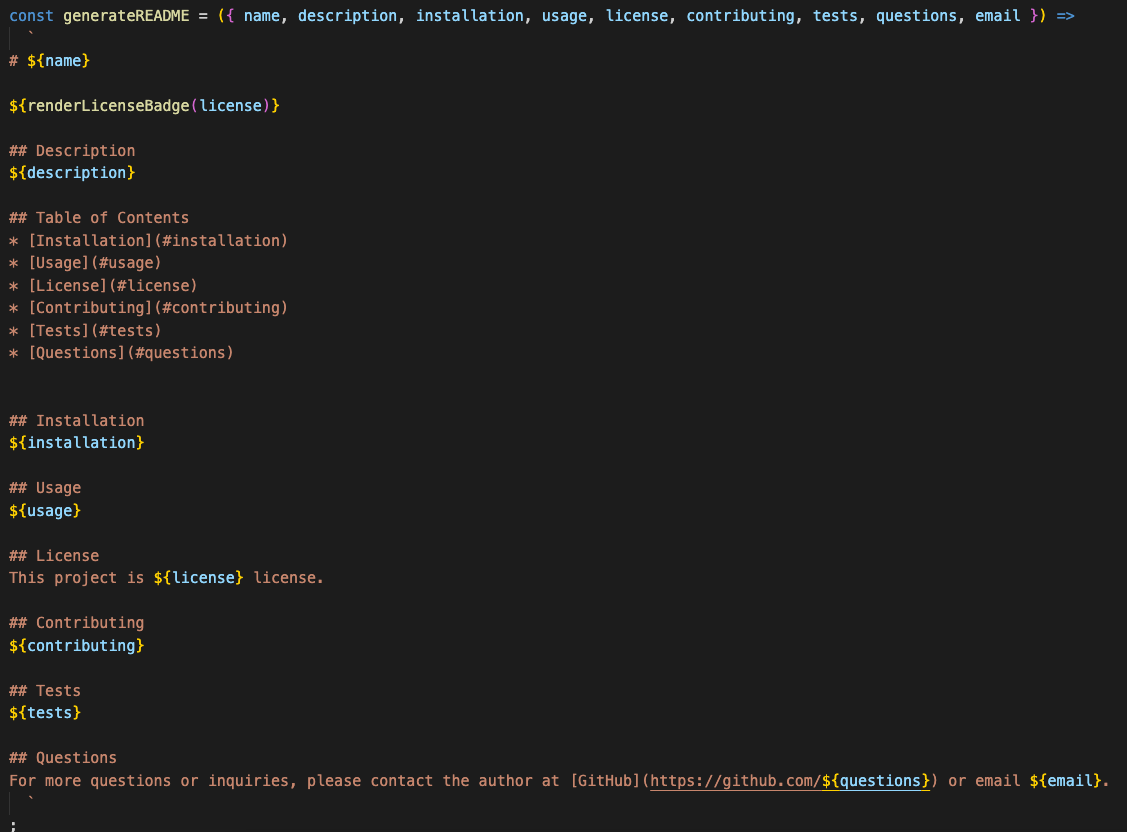 const generateREADME = ({ name, description, installation, usage, license, contributing, tests, questions, email }) =>
`
# ${name}
${renderLicenseBadge(license)}
## Description
${description}
## Table of Contents
* [Installation](#installation)
* [Usage](#usage)
* [License](#license)
* [Contributing](#contributing)
* [Tests](#tests)
* [Questions](#questions)
## Installation
${installation}
## Usage
${usage}
## License
This project is ${license} license.
## Contributing
${contributing}
## Tests
${tests}
## Questions
For more questions or inquiries, please contact the author at [GitHub](https://github.com/${questions}) or email ${email}.
`
;